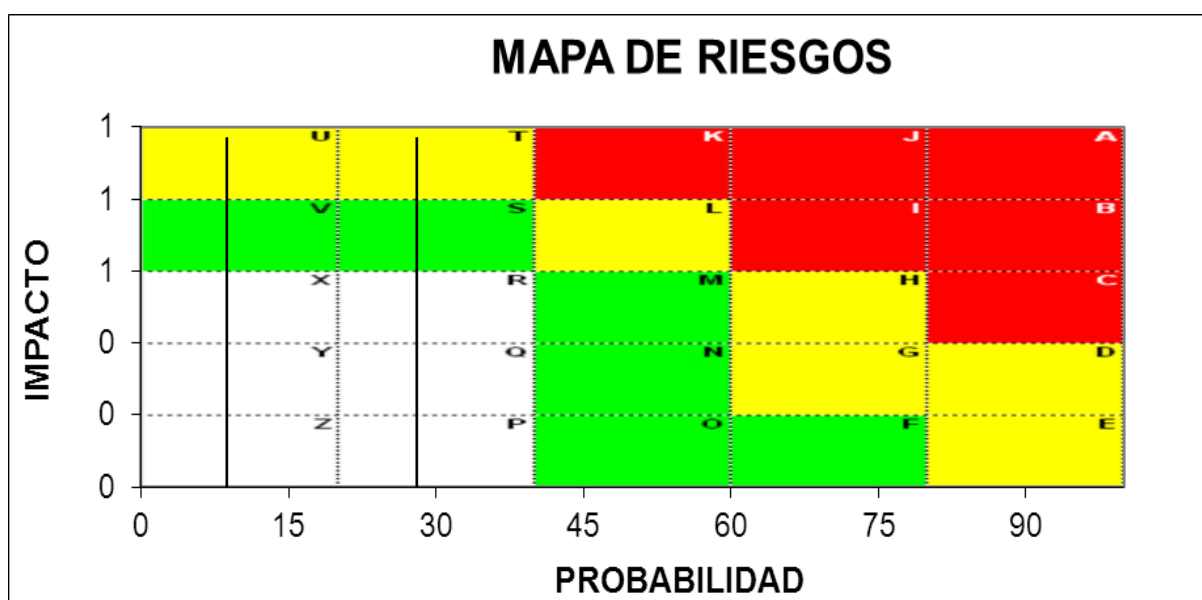 MAPA DE RIESGOS
1
U T K J A
1
V S L I B
1
X R M H C
0
Y Q N G D
0
Z P O F E
0
0 15 30 45 60 75 90
IMPACTO
PROBABILIDAD